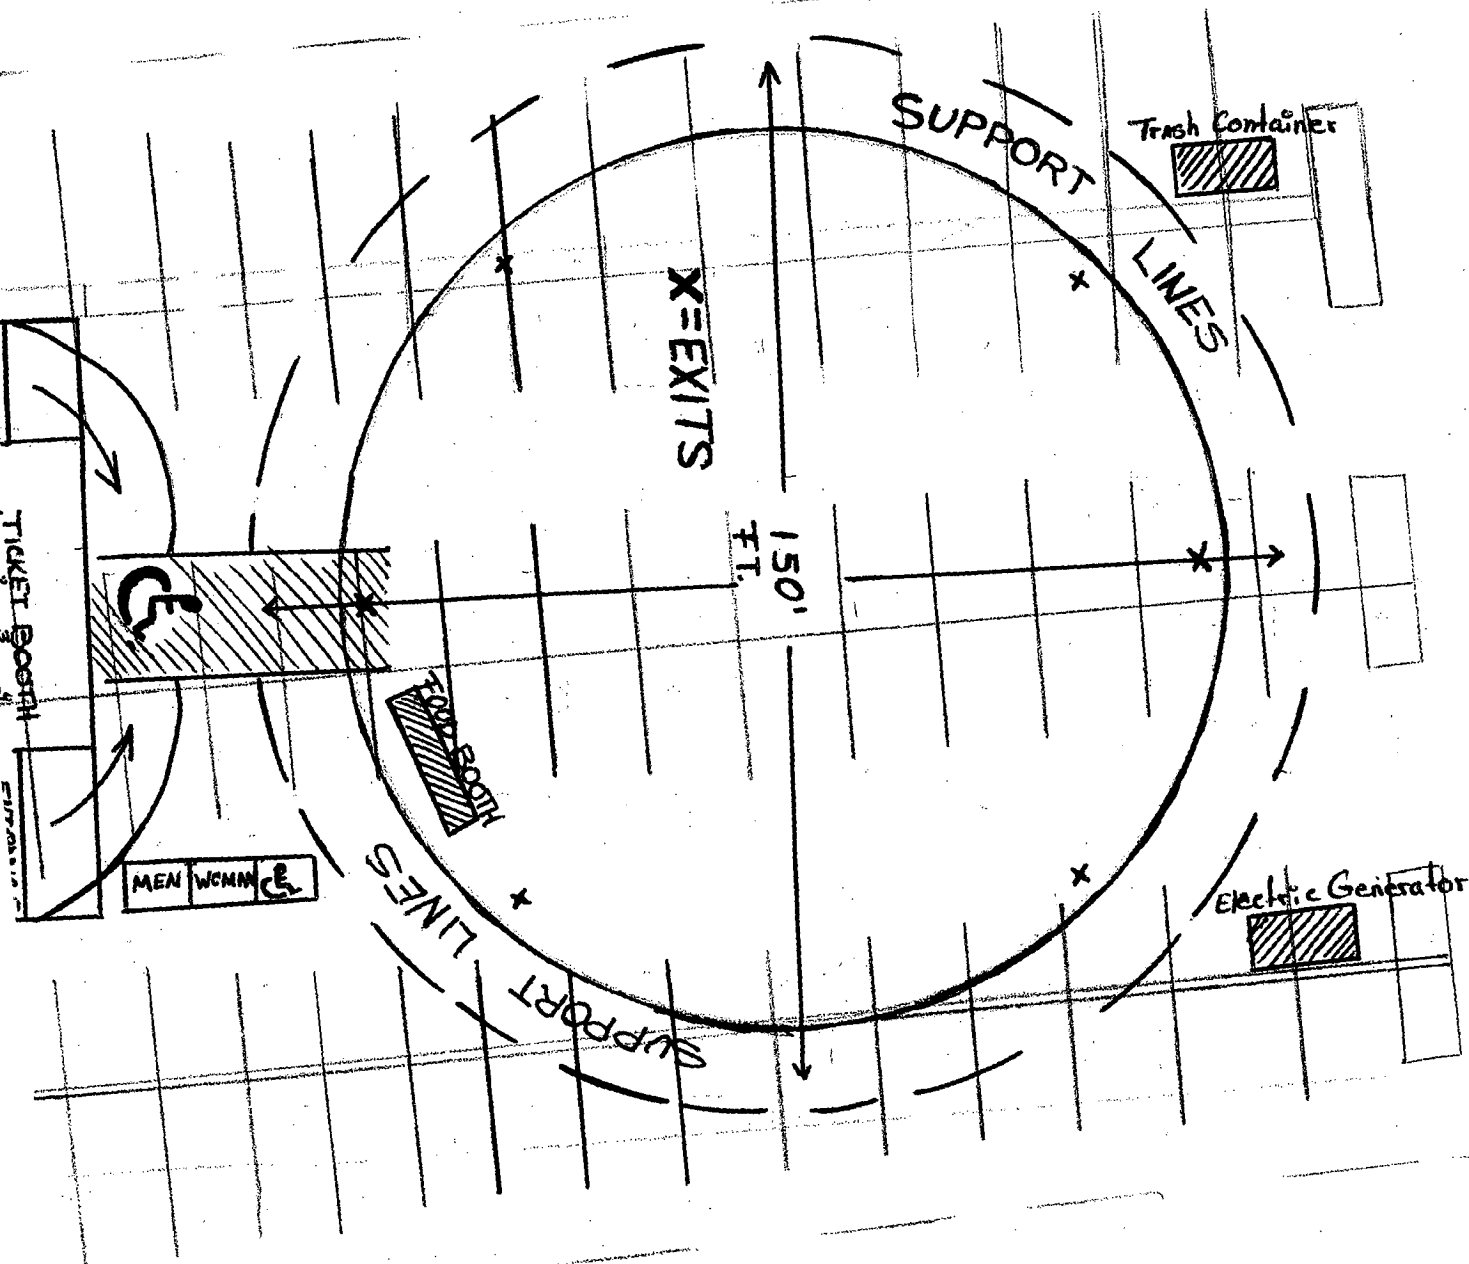 SUPPORT
LINES
Trash Container
X=EXITS
150'
FT.
TICKET BOOTH
FOOD BOOTH
MEN
WOMAN
LINES
SUPPORT
Electric Generator